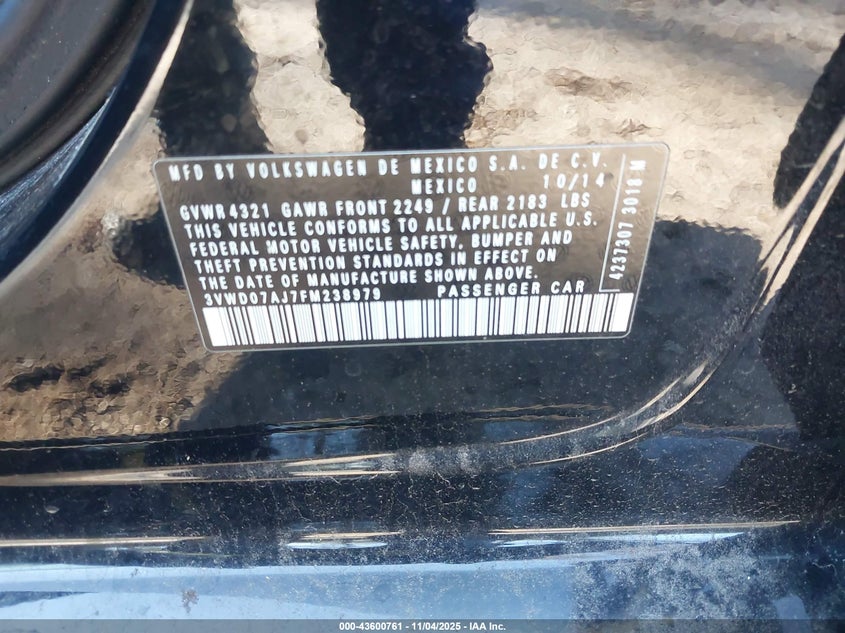 MFD BY VOLKSWAGEN DE MEXICO S.A. DE C.V.
MEXICO 10/14
GVWR 4321 GAWR FRONT 2249 / REAR 2183 LBS
THIS VEHICLE CONFORMS TO ALL APPLICABLE U.S.
FEDERAL MOTOR VEHICLE SAFETY, BUMPER AND
THEFT PREVENTION STANDARDS IN EFFECT ON
THE DATE OF MANUFACTURE SHOWN ABOVE.
3VWD07AJ7FM238979 PASSENGER CAR
4237307 3018 M
000-43600761 - 11/04/2025 - IAA Inc.